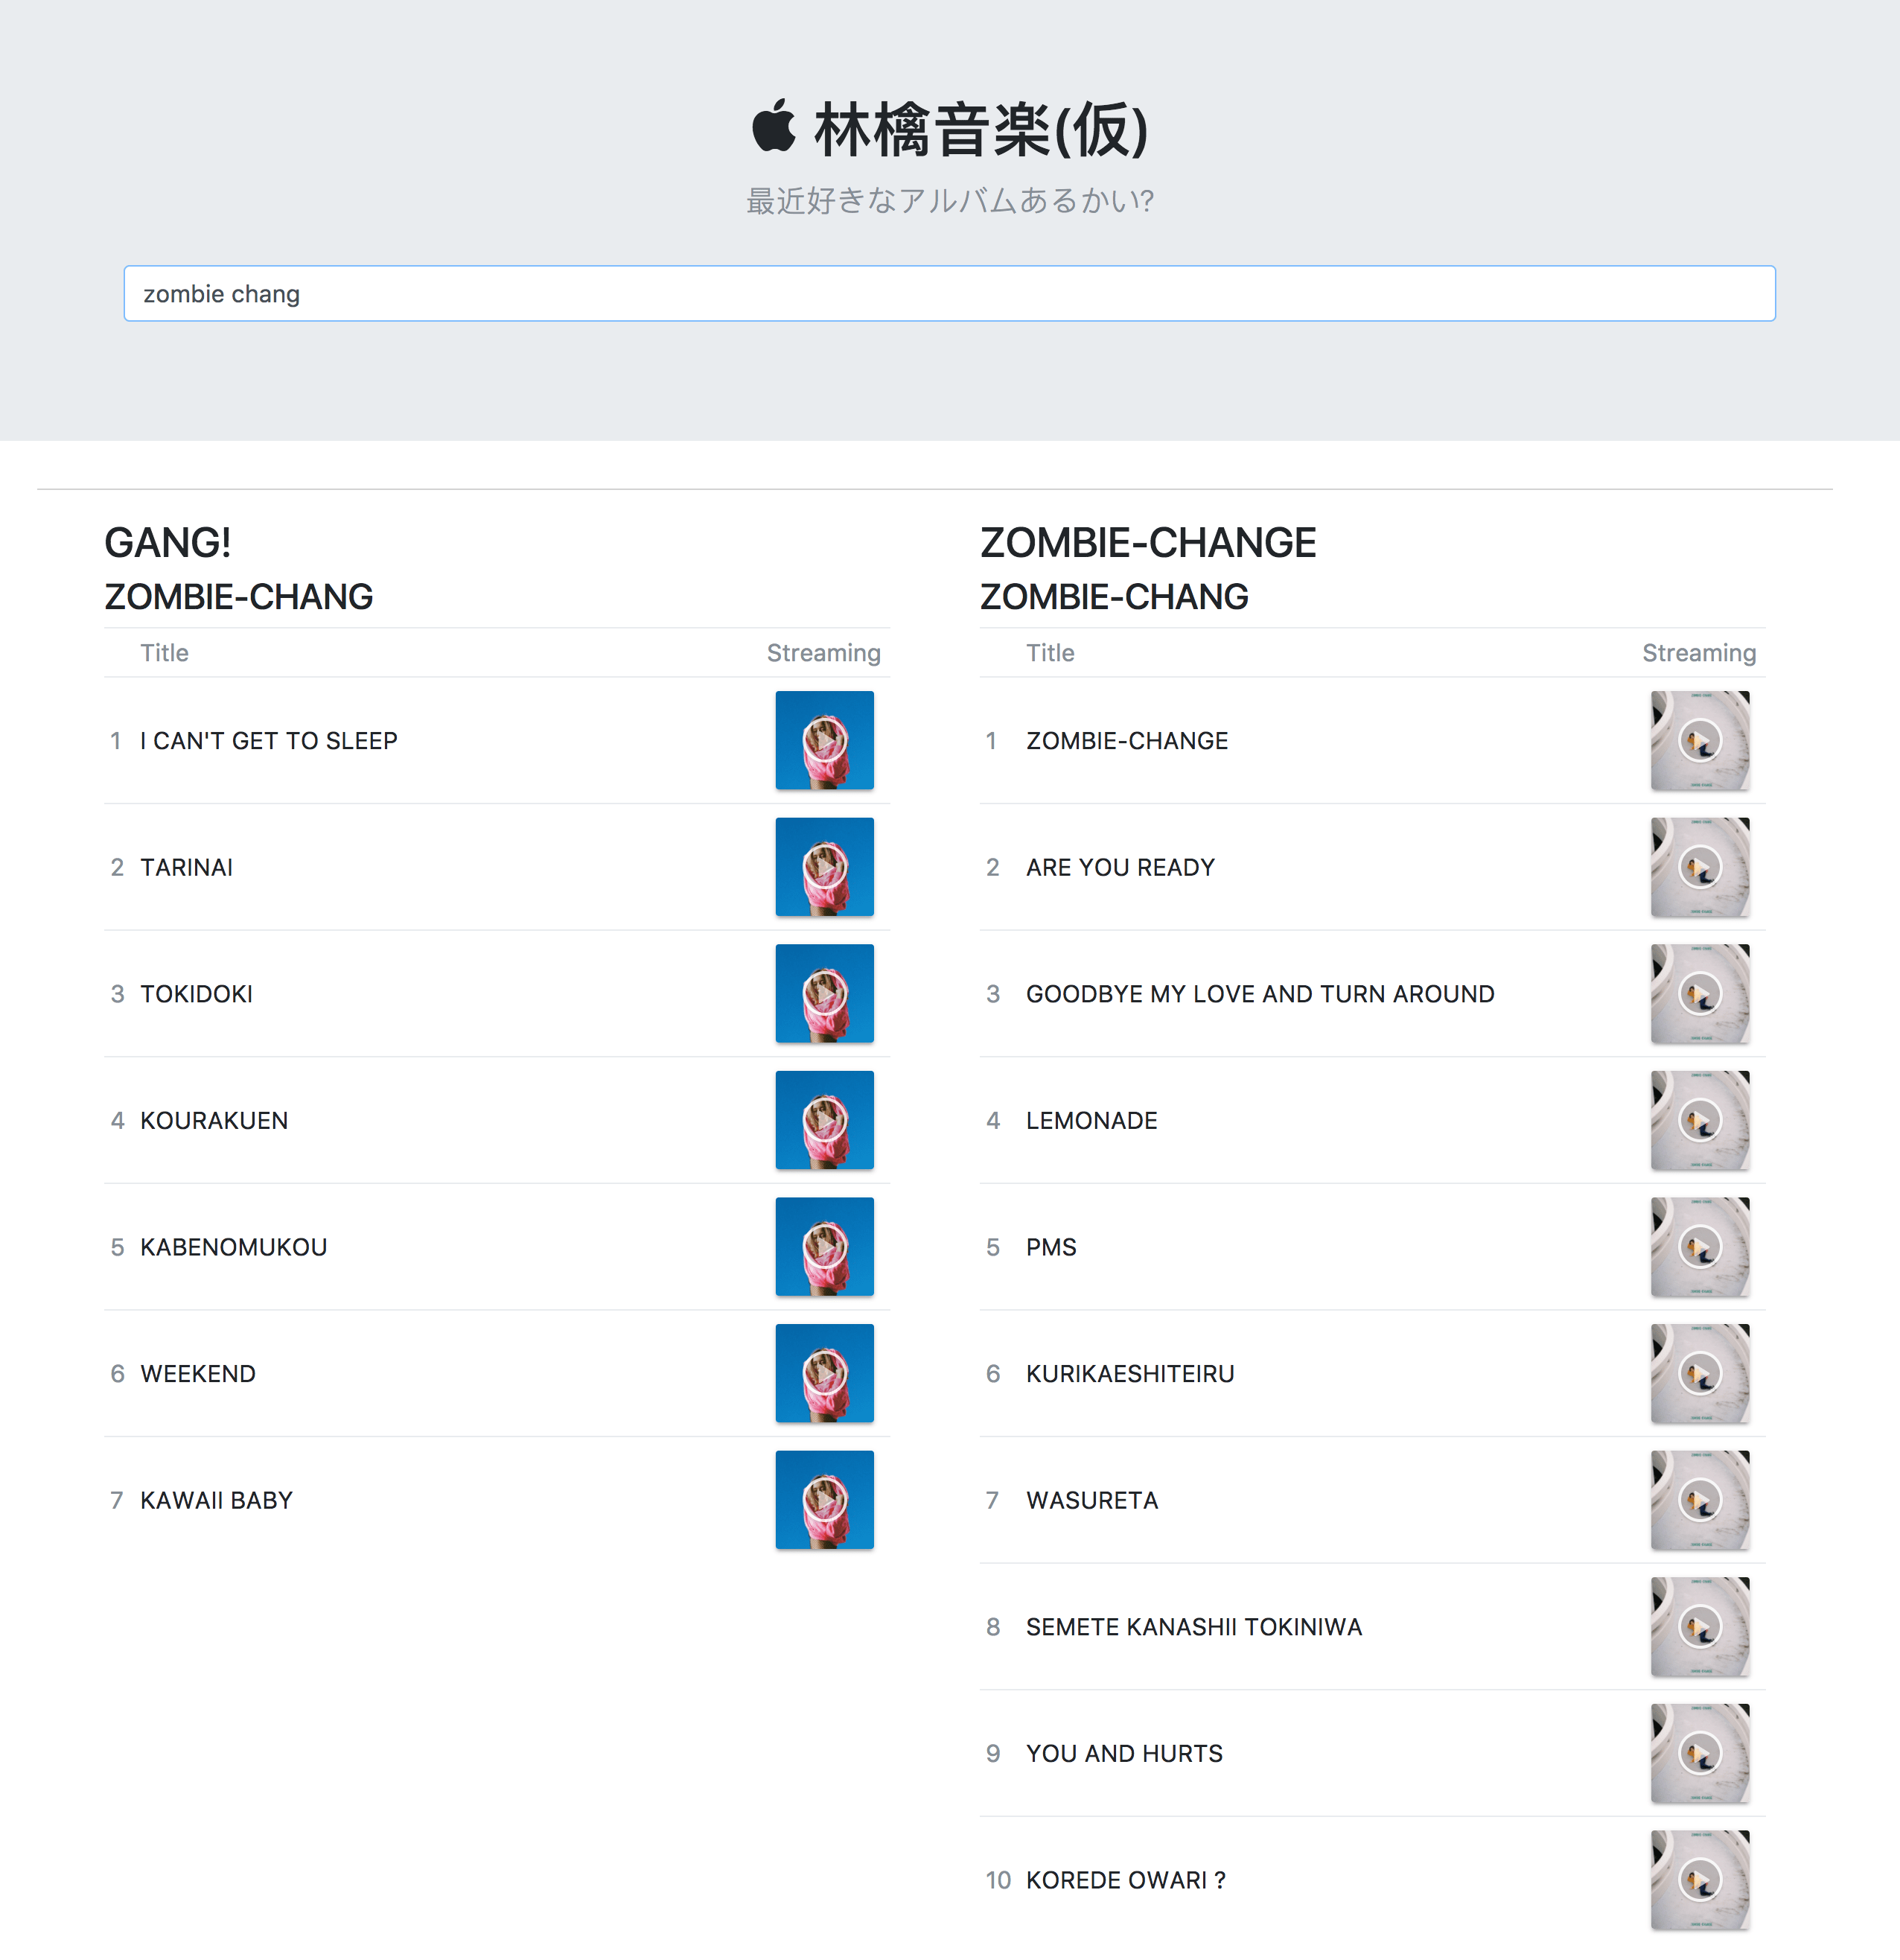 林檎音楽(仮)
最近好きなアルバムあるかい?
zombie chang
GANG!
ZOMBIE-CHANG
Title Streaming
1 I CAN'T GET TO SLEEP
2 TARINAI
3 TOKIDOKI
4 KOURAKUEN
5 KABENOMUKOU
6 WEEKEND
7 KAWAII BABY
ZOMBIE-CHANGE
ZOMBIE-CHANG
Title Streaming
1 ZOMBIE-CHANGE
2 ARE YOU READY
3 GOODBYE MY LOVE AND TURN AROUND
4 LEMONADE
5 PMS
6 KURIKAESHITEIRU
7 WASURETA
8 SEMETE KANASHII TOKINIWA
9 YOU AND HURTS
10 KOREDE OWARI ?